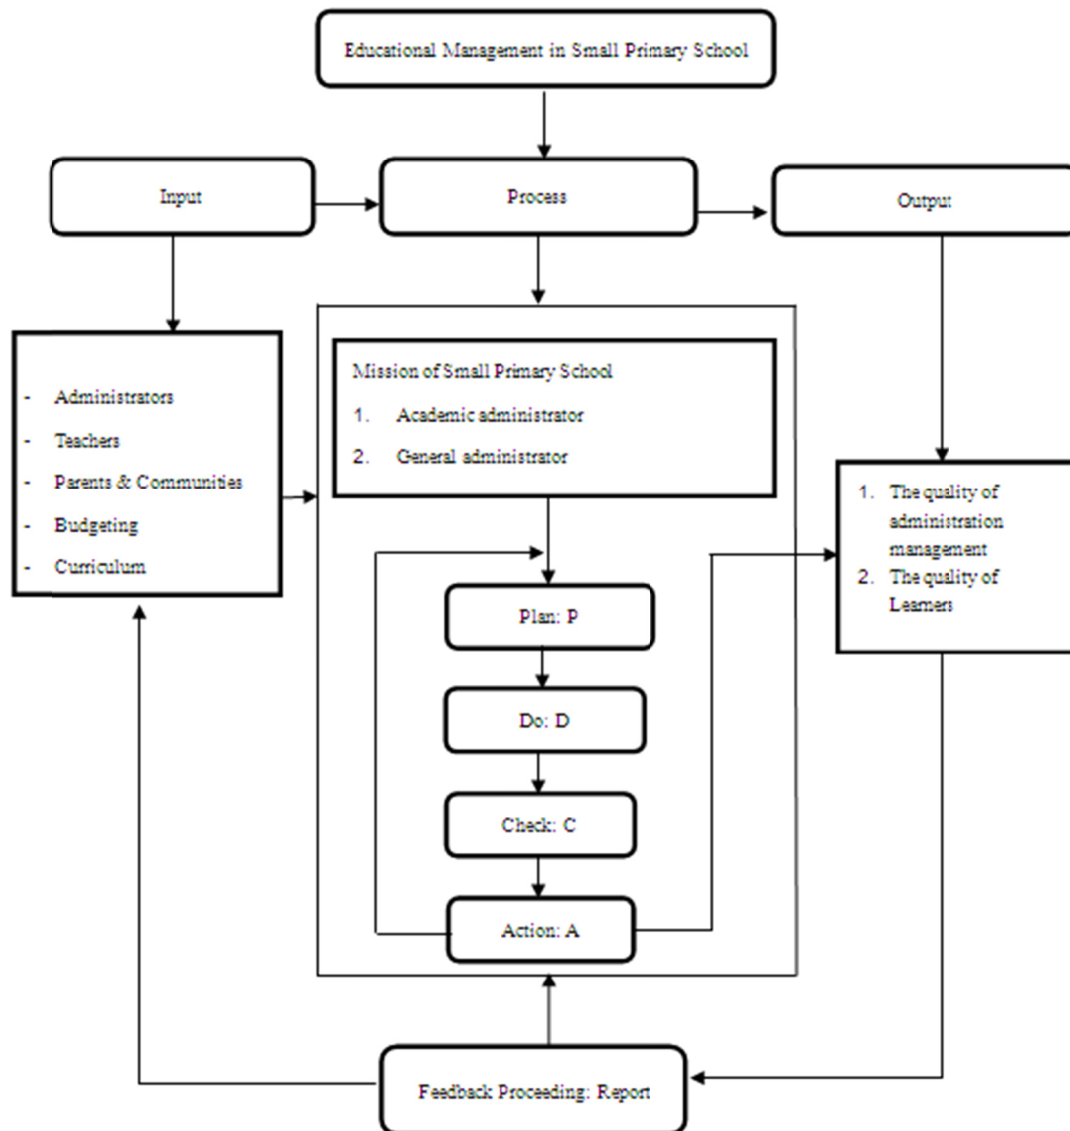 Educational Management in Small Primary School
Input
Process
Output
- Administrators
- Teachers
- Parents & Communities
- Budgeting
- Curriculum
Mission of Small Primary School
1. Academic administrator
2. General administrator
Plan: P
Do: D
Check: C
Action: A
1. The quality of
administration
management
2. The quality of
Learners
Feedback Proceeding: Report